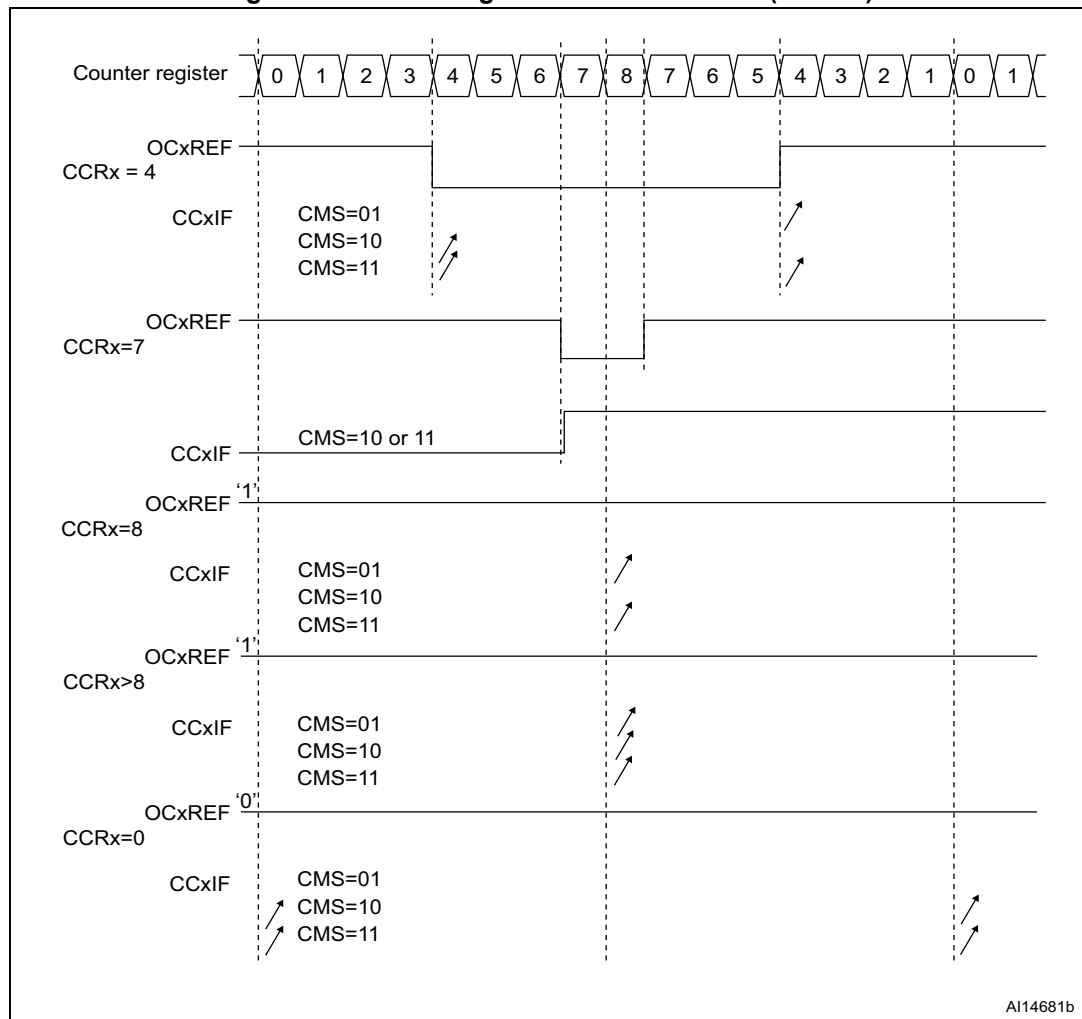 Counter register 0 1 2 3 4 5 6 7 8 7 6 5 4 3 2 1 0 1
OCxREF
CCRx = 4
CCxIF CMS=01
CMS=10
CMS=11
OCxREF
CCRx=7
CMS=10 or 11
CCxIF
'1'
OCxREF
CCRx=8
CCxIF CMS=01
CMS=10
CMS=11
'1'
OCxREF
CCRx>8
CCxIF CMS=01
CMS=10
CMS=11
'0'
OCxREF
CCRx=0
CCxIF CMS=01
CMS=10
CMS=11
AI14681b